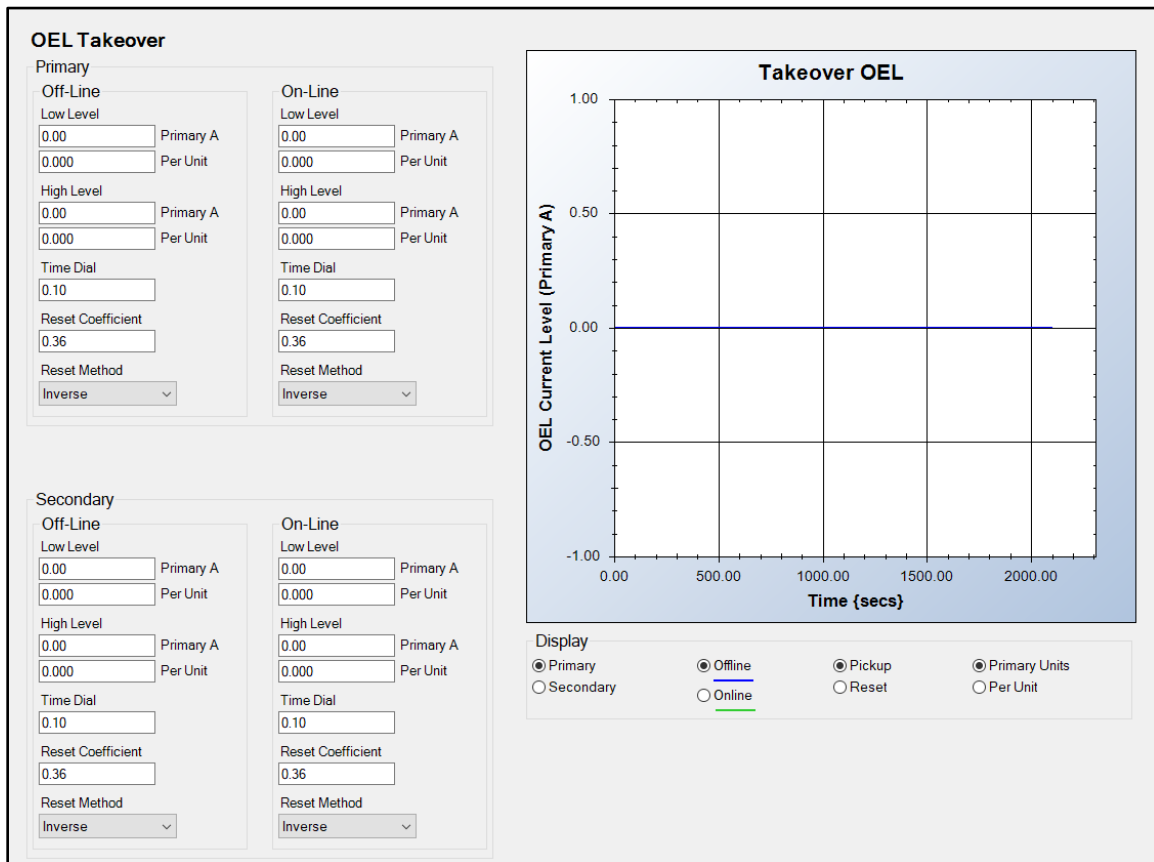 OEL Takeover
Primary
Off-Line
Low Level
0.00 Primary A
0.000 Per Unit
High Level
0.00 Primary A
0.000 Per Unit
Time Dial
0.10
Reset Coefficient
0.36
Reset Method
Inverse
On-Line
Low Level
0.00 Primary A
0.000 Per Unit
High Level
0.00 Primary A
0.000 Per Unit
Time Dial
0.10
Reset Coefficient
0.36
Reset Method
Inverse
Secondary
Off-Line
Low Level
0.00 Primary A
0.000 Per Unit
High Level
0.00 Primary A
0.000 Per Unit
Time Dial
0.10
Reset Coefficient
0.36
Reset Method
Inverse
On-Line
Low Level
0.00 Primary A
0.000 Per Unit
High Level
0.00 Primary A
0.000 Per Unit
Time Dial
0.10
Reset Coefficient
0.36
Reset Method
Inverse
Takeover OEL
OEL Current Level (Primary A)
1.00
0.50
0.00
-0.50
-1.00
0.00 500.00 1000.00 1500.00 2000.00
Time {secs}
Display
Primary Offline Pickup Primary Units
Secondary Online Reset Per Unit